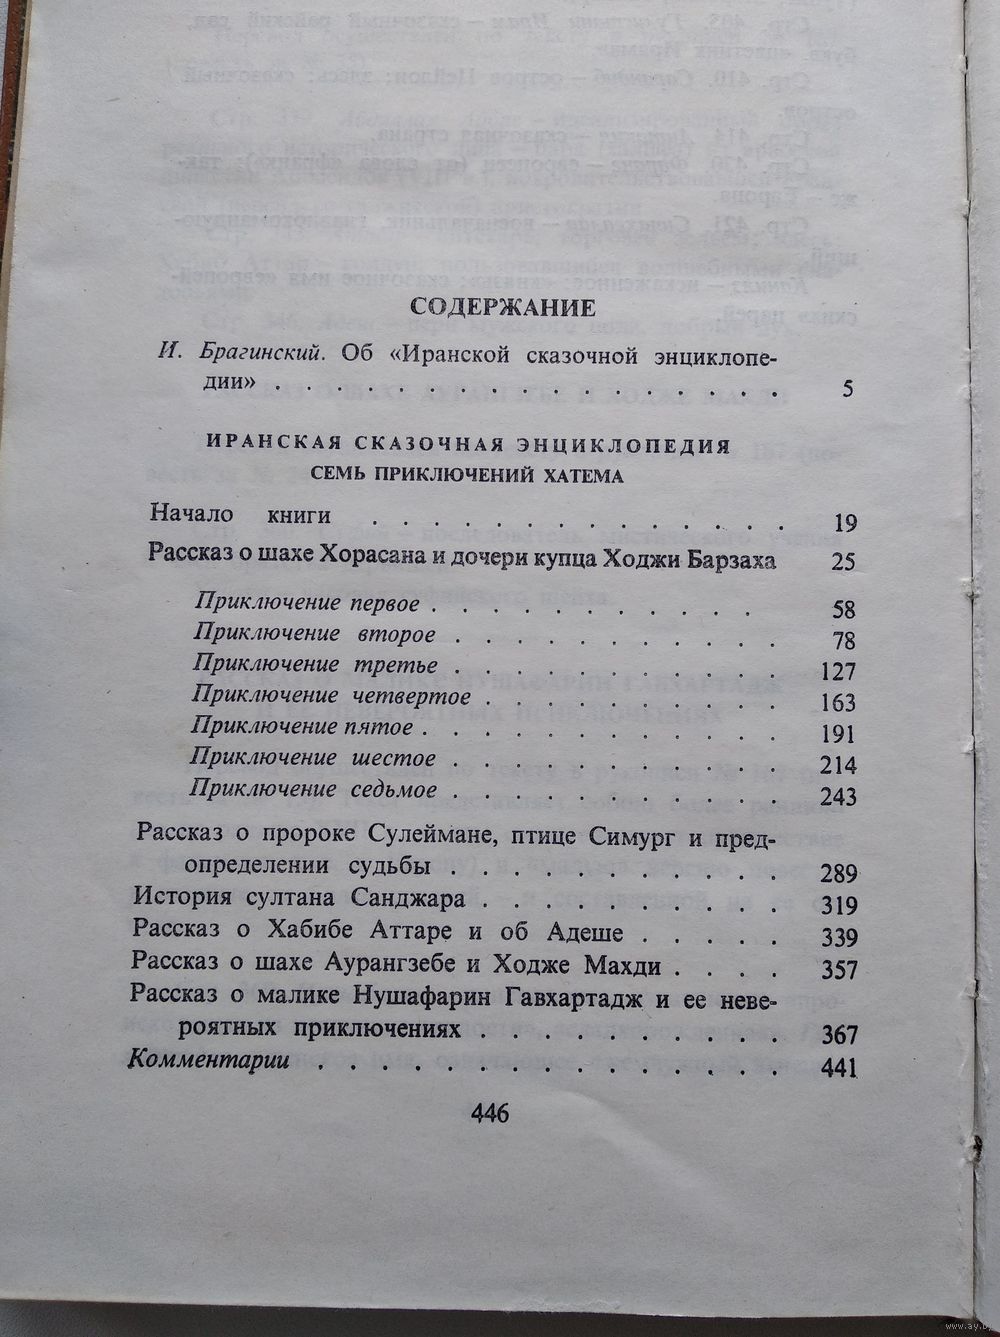 СОДЕРЖАНИЕ
И. Брагинский. Об «Иранской сказочной энциклопе-
дии» . . . . . . . . . . . . . . . . . 5
ИРАНСКАЯ СКАЗОЧНАЯ ЭНЦИКЛОПЕДИЯ
СЕМЬ ПРИКЛЮЧЕНИЙ ХАТЕМА
Начало книги . . . . . . . . . . . . . . 19
Рассказ о шахе Хорасана и дочери купца Ходжи Барзаха 25
Приключение первое . . . . . . . . . . . 58
Приключение второе . . . . . . . . . . . 78
Приключение третье . . . . . . . . . . . 127
Приключение четвертое . . . . . . . . . . 163
Приключение пятое . . . . . . . . . . . . 191
Приключение шестое . . . . . . . . . . . 214
Приключение седьмое . . . . . . . . . . . 243
Рассказ о пророке Сулеймане, птице Симург и пред-
определении судьбы . . . . . . . . . . . 289
История султана Санджара . . . . . . . . . . 319
Рассказ о Хабибе Аттаре и об Адеше . . . . . 339
Рассказ о шахе Аурангзебе и Ходже Махди . . . . 357
Рассказ о малике Нушафарин Гавхартадж и ее неве-
роятных приключениях . . . . . . . . . . 367
Комментарии . . . . . . . . . . . . . . . 441
446
www.ay.by